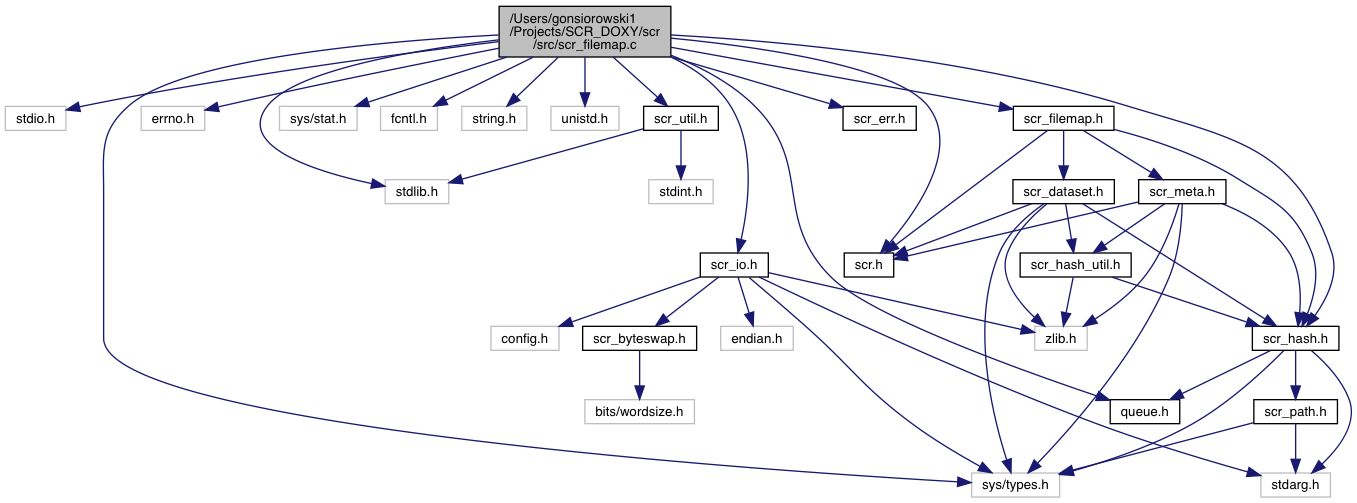 /Users/gonsiorowski1
/Projects/SCR_DOXY/scr
/src/scr_filemap.c
stdio.h
errno.h
sys/stat.h
fcntl.h
string.h
unistd.h
scr_util.h
scr_err.h
scr_filemap.h
stdlib.h
stdint.h
scr_dataset.h
scr_meta.h
scr_io.h
scr.h
scr_hash_util.h
config.h
scr_byteswap.h
endian.h
zlib.h
scr_hash.h
bits/wordsize.h
queue.h
scr_path.h
sys/types.h
stdarg.h